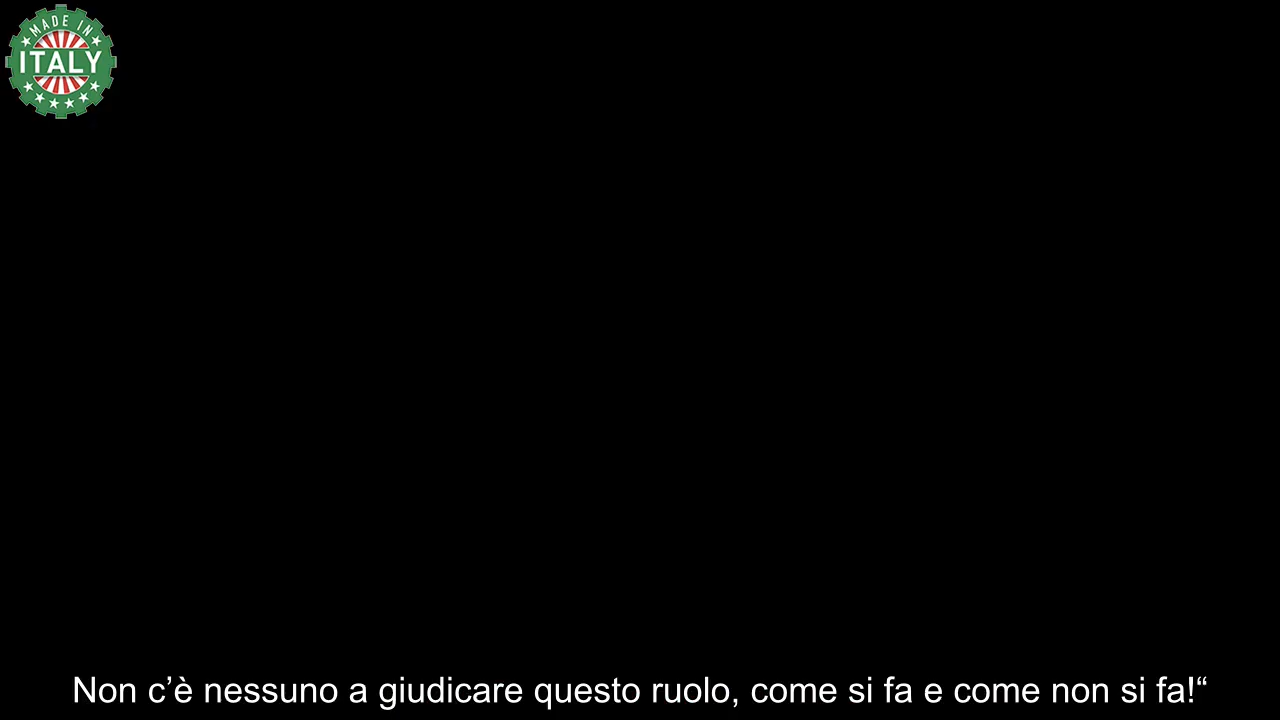 MADE IN
ITALY
Non c’è nessuno a giudicare questo ruolo, come si fa e come non si fa!“